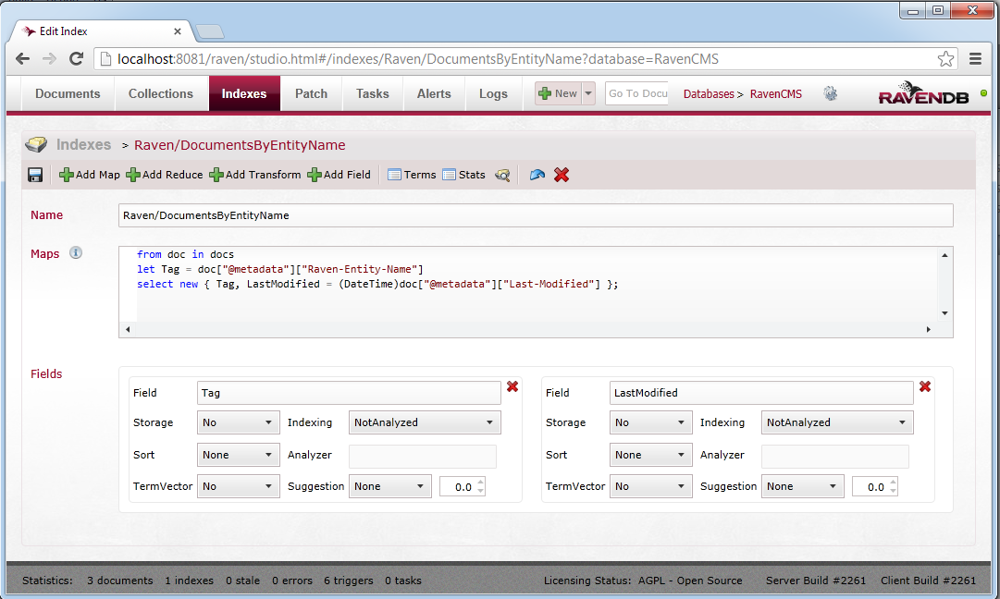 Edit Index
localhost:8081/raven/studio.html#/indexes/Raven/DocumentsByEntityName?database=RavenCMS
Documents Collections Indexes Patch Tasks Alerts Logs New Go To Docu Databases > RavenCMS RAVENDB
Indexes > Raven/DocumentsByEntityName
Add Map Add Reduce Add Transform Add Field Terms Stats
Name Raven/DocumentsByEntityName
Maps
from doc in docs
let Tag = doc["@metadata"]["Raven-Entity-Name"]
select new { Tag, LastModified = (DateTime)doc["@metadata"]["Last-Modified"] };
Fields
Field Tag
Storage No Indexing NotAnalyzed
Sort None Analyzer
TermVector No Suggestion None 0.0
Field LastModified
Storage No Indexing NotAnalyzed
Sort None Analyzer
TermVector No Suggestion None 0.0
Statistics: 3 documents 1 indexes 0 stale 0 errors 6 triggers 0 tasks Licensing Status: AGPL - Open Source Server Build #2261 Client Build #2261